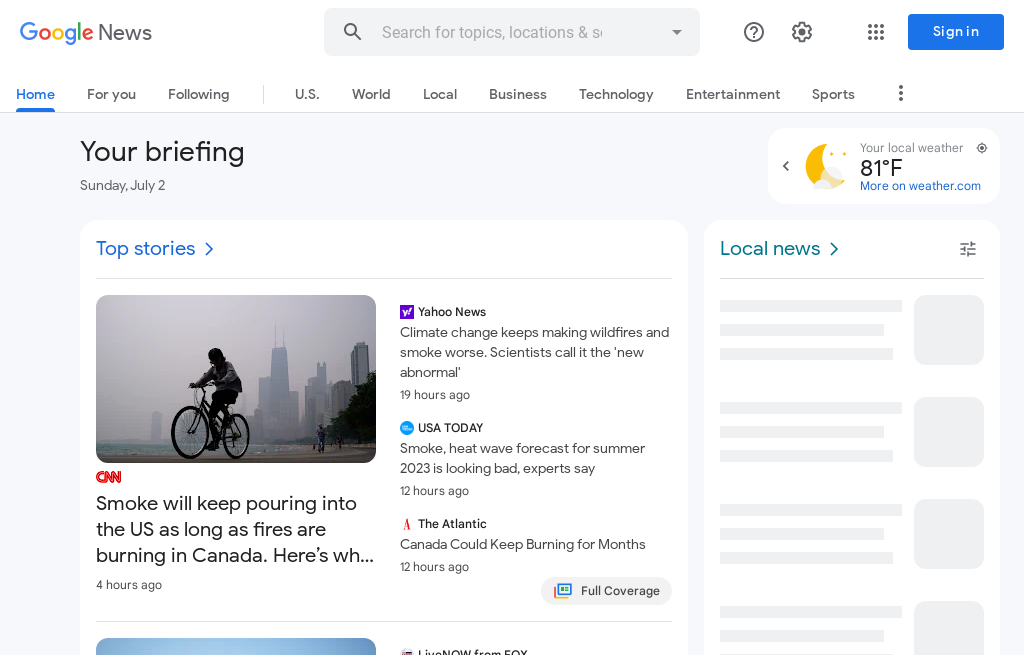 Google News
Search for topics, locations & s
Sign in
Home
For you
Following
U.S.
World
Local
Business
Technology
Entertainment
Sports
Your briefing
Sunday, July 2
Your local weather
81°F
More on weather.com
Top stories
Local news
CNN
Smoke will keep pouring into
the US as long as fires are
burning in Canada. Here’s wh...
4 hours ago
Yahoo News
Climate change keeps making wildfires and
smoke worse. Scientists call it the 'new
abnormal'
19 hours ago
USA TODAY
Smoke, heat wave forecast for summer
2023 is looking bad, experts say
12 hours ago
The Atlantic
Canada Could Keep Burning for Months
12 hours ago
Full Coverage
LiveNOW from FOX